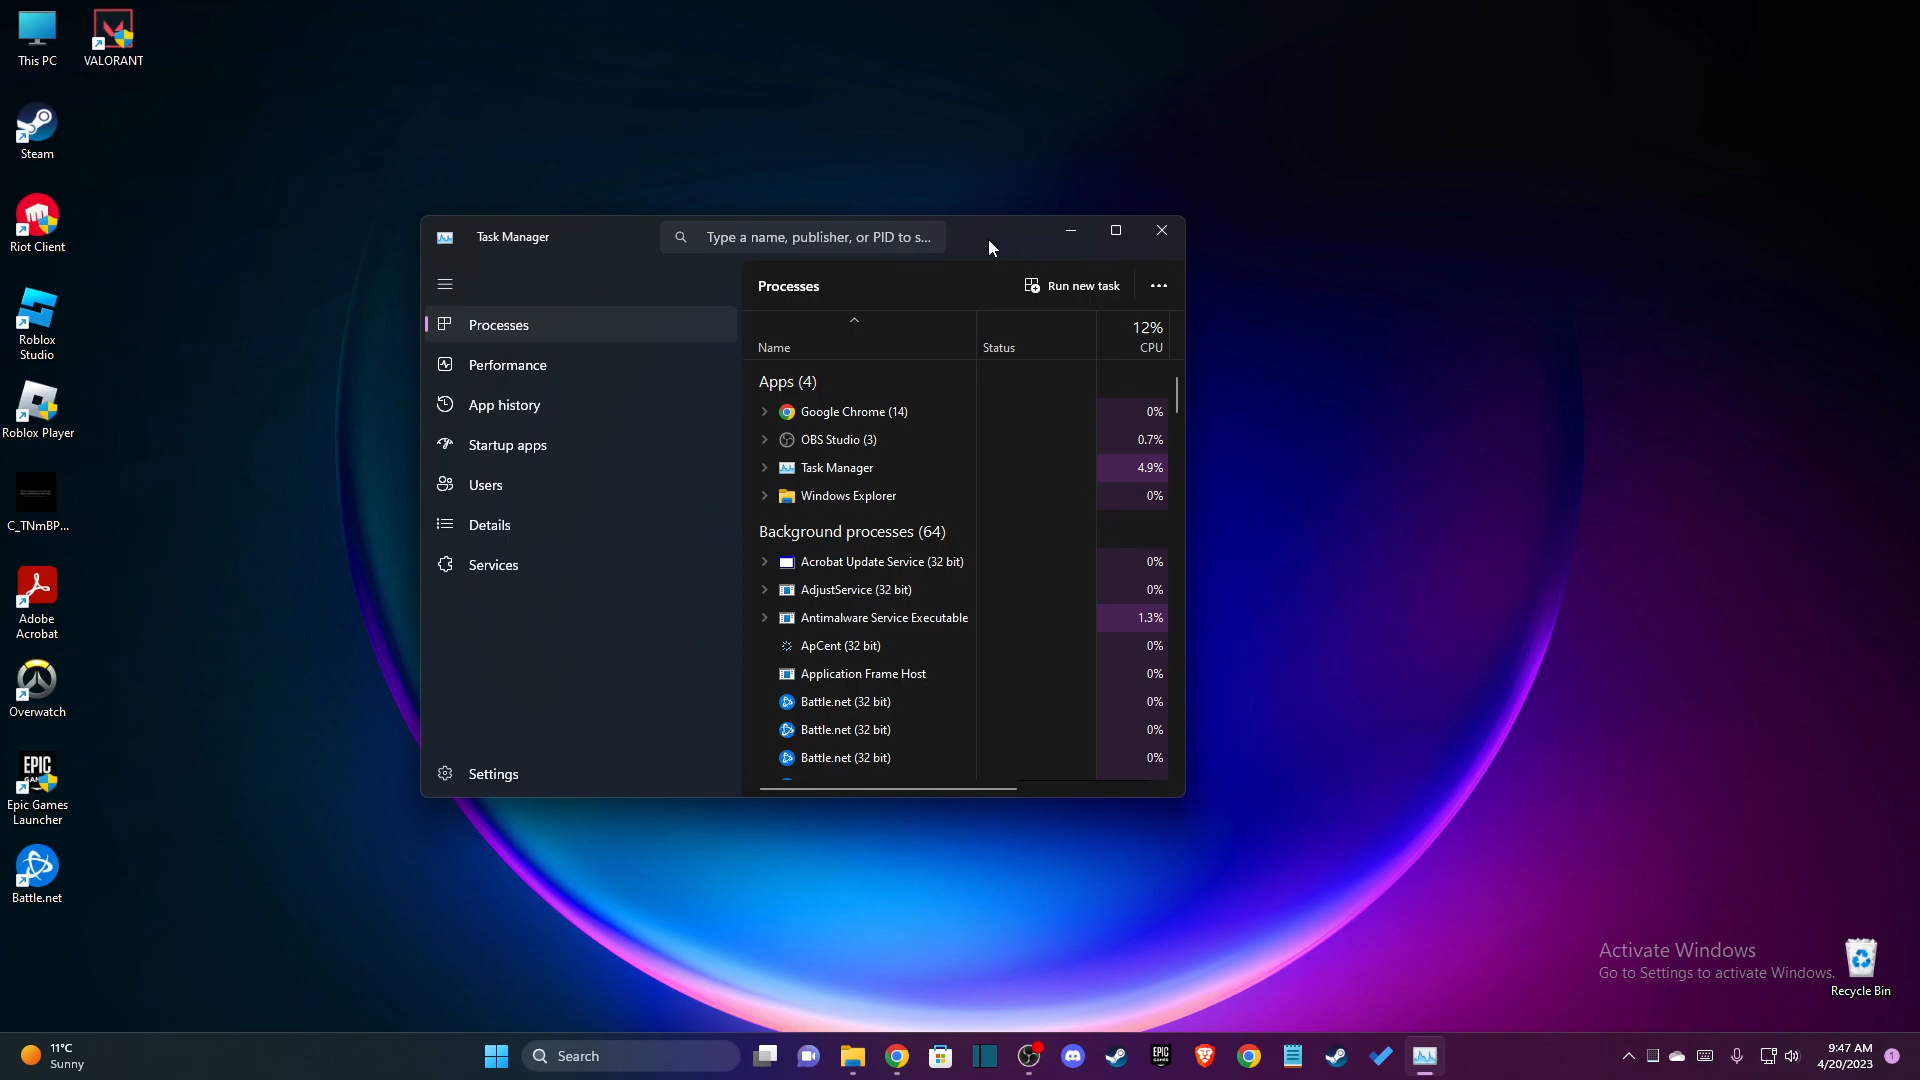 This PC
VALORANT
Steam
Riot Client
Roblox
Studio
Roblox Player
C_TNmBP...
Adobe
Acrobat
Overwatch
EPIC
GAMES
Epic Games
Launcher
Battle.net
Task Manager
Type a name, publisher, or PID to s...
Processes
Performance
App history
Startup apps
Users
Details
Services
Settings
Processes
Run new task
Name
Status
12%
CPU
Apps (4)
Google Chrome (14) 0%
OBS Studio (3) 0.7%
Task Manager 4.9%
Windows Explorer 0%
Background processes (64)
Acrobat Update Service (32 bit) 0%
AdjustService (32 bit) 0%
Antimalware Service Executable 1.3%
ApCent (32 bit) 0%
Application Frame Host 0%
Battle.net (32 bit) 0%
Battle.net (32 bit) 0%
Battle.net (32 bit) 0%
Activate Windows
Go to Settings to activate Windows.
Recycle Bin
11°C
Sunny
Search
EPIC
GAMES
9:47 AM
4/20/2023
1